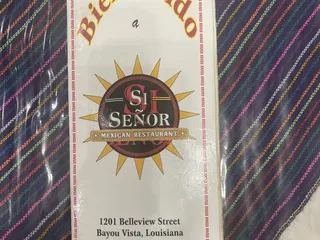 Bienvenido
a
SI
SEÑOR
MEXICAN RESTAURANT
1201 Belleview Street
Bayou Vista, Louisiana